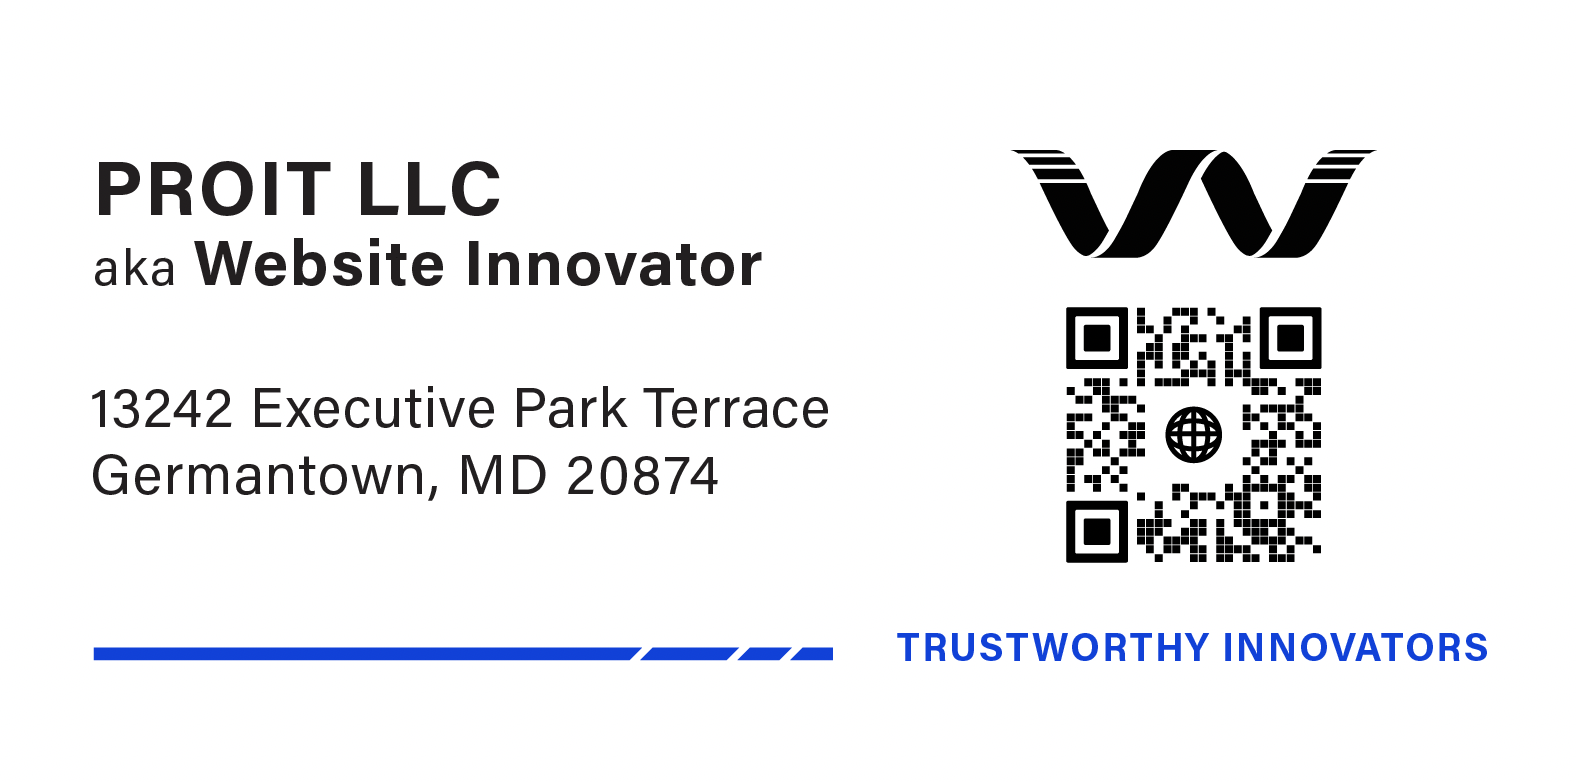 PROIT LLC
aka Website Innovator
13242 Executive Park Terrace
Germantown, MD 20874
TRUSTWORTHY INNOVATORS